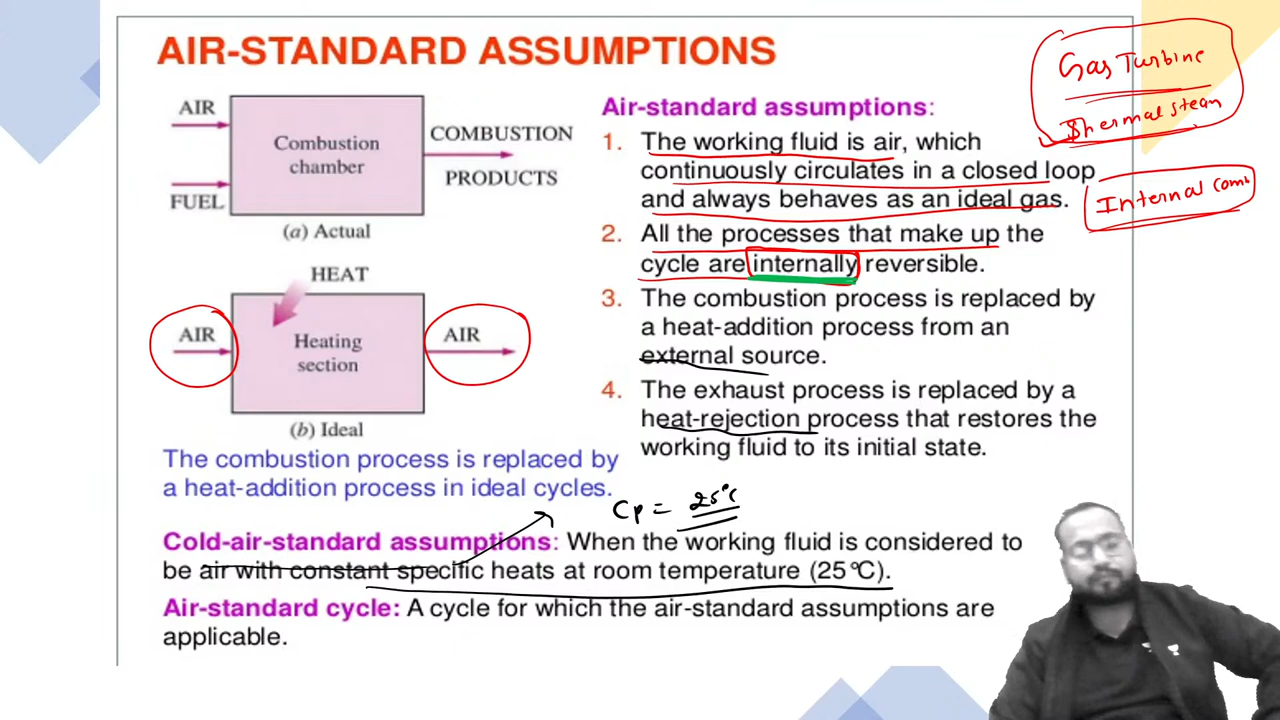 AIR-STANDARD ASSUMPTIONS
Gas Turbine
Thermal Steam
Internal Comb
AIR
FUEL
Combustion
chamber
COMBUSTION
PRODUCTS
(a) Actual
HEAT
AIR
Heating
section
AIR
(b) Ideal
The combustion process is replaced by
a heat-addition process in ideal cycles.
Air-standard assumptions:
1. The working fluid is air, which
continuously circulates in a closed loop
and always behaves as an ideal gas.
2. All the processes that make up the
cycle are internally reversible.
3. The combustion process is replaced by
a heat-addition process from an
external source.
4. The exhaust process is replaced by a
heat-rejection process that restores the
working fluid to its initial state.
Cp = 25°C
Cold-air-standard assumptions: When the working fluid is considered to
be air with constant specific heats at room temperature (25°C).
Air-standard cycle: A cycle for which the air-standard assumptions are
applicable.